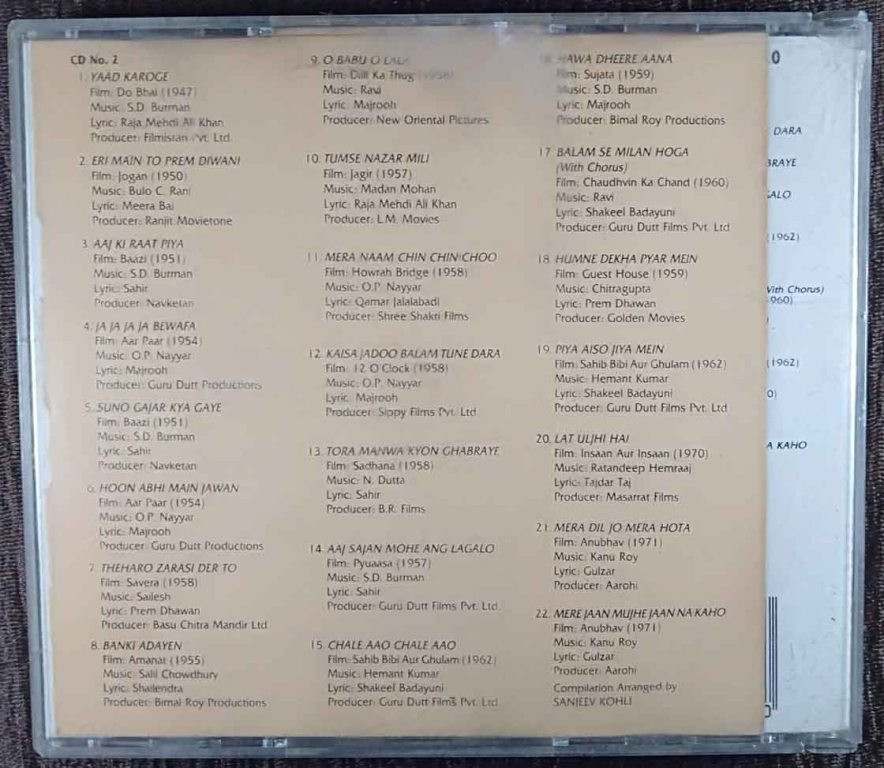 CD No. 2
1. YAAD KAROGE
Film: Do Bhai (1947)
Music: S.D. Burman
Lyric: Raja Mehdi Ali Khan
Producer: Filmistan Pvt. Ltd.
2. ERI MAIN TO PREM DIWANI
Film: Jogan (1950)
Music: Bulo C. Rani
Lyric: Meera Bai
Producer: Ranjit Movietone
3. AAJ KI RAAT PIYA
Film: Baazi (1951)
Music: S.D. Burman
Lyric: Sahir
Producer: Navketan
4. JA JA JA JA BEWAFA
Film: Aar Paar (1954)
Music: O.P. Nayyar
Lyric: Majrooh
Producer: Guru Dutt Productions
5. SUNO GAJAR KYA GAYE
Film: Baazi (1951)
Music: S.D. Burman
Lyric: Sahir
Producer: Navketan
6. HOON ABHI MAIN JAWAN
Film: Aar Paar (1954)
Music: O.P. Nayyar
Lyric: Majrooh
Producer: Guru Dutt Productions
7. THEHARO ZARASI DER TO
Film: Savera (1958)
Music: Sailesh
Lyric: Prem Dhawan
Producer: Basu Chitra Mandir Ltd
8. BANKI ADAYEN
Film: Amanat (1955)
Music: Salil Chowdhury
Lyric: Shailendra
Producer: Bimal Roy Productions
9. O BABU O LALA
Film: Dilli Ka Thug (1958)
Music: Ravi
Lyric: Majrooh
Producer: New Oriental Pictures
10. TUMSE NAZAR MILI
Film: Jagir (1957)
Music: Madan Mohan
Lyric: Raja Mehdi Ali Khan
Producer: L.M. Movies
11. MERA NAAM CHIN CHIN CHOO
Film: Howrah Bridge (1958)
Music: O.P. Nayyar
Lyric: Qamar Jalalabadi
Producer: Shree Shakti Films
12. KAISA JADOO BALAM TUNE DARA
Film: 12 O'Clock (1958)
Music: O.P. Nayyar
Lyric: Majrooh
Producer: Sippy Films Pvt. Ltd
13. TORA MANWA KYON GHABRAYE
Film: Sadhana (1958)
Music: N. Dutta
Lyric: Sahir
Producer: B.R. Films
14. AAJ SAJAN MOHE ANG LAGALO
Film: Pyuaasa (1957)
Music: S.D. Burman
Lyric: Sahir
Producer: Guru Dutt Films Pvt. Ltd.
15. CHALE AAO CHALE AAO
Film: Sahib Bibi Aur Ghulam (1962)
Music: Hemant Kumar
Lyric: Shakeel Badayuni
Producer: Guru Dutt Films Pvt. Ltd.
HAWA DHEERE AANA
Film: Sujata (1959)
Music: S.D. Burman
Lyric: Majrooh
Producer: Bimal Roy Productions
17. BALAM SE MILAN HOGA
(With Chorus)
Film: Chaudhvin Ka Chand (1960)
Music: Ravi
Lyric: Shakeel Badayuni
Producer: Guru Dutt Films Pvt. Ltd
18. HUMNE DEKHA PYAR MEIN
Film: Guest House (1959)
Music: Chitragupta
Lyric: Prem Dhawan
Producer: Golden Movies
19. PIYA AISO JIYA MEIN
Film: Sahib Bibi Aur Ghulam (1962)
Music: Hemant Kumar
Lyric: Shakeel Badayuni
Producer: Guru Dutt Films Pvt. Ltd
20. LAT ULJHI HAI
Film: Insaan Aur Insaan (1970)
Music: Ratandeep Hemraaj
Lyric: Tajdar Taj
Producer: Masarrat Films
21. MERA DIL JO MERA HOTA
Film: Anubhav (1971)
Music: Kanu Roy
Lyric: Gulzar
Producer: Aarohi
22. MERE JAAN MUJHE JAAN NA KAHO
Film: Anubhav (1971)
Music: Kanu Roy
Lyric: Gulzar
Producer: Aarohi
Compilation Arranged by
SANJEEV KOHLI
0
DARA
BRAYE
ALO
(1962)
With Chorus)
960)
)
(1962)
0)
A KAHO